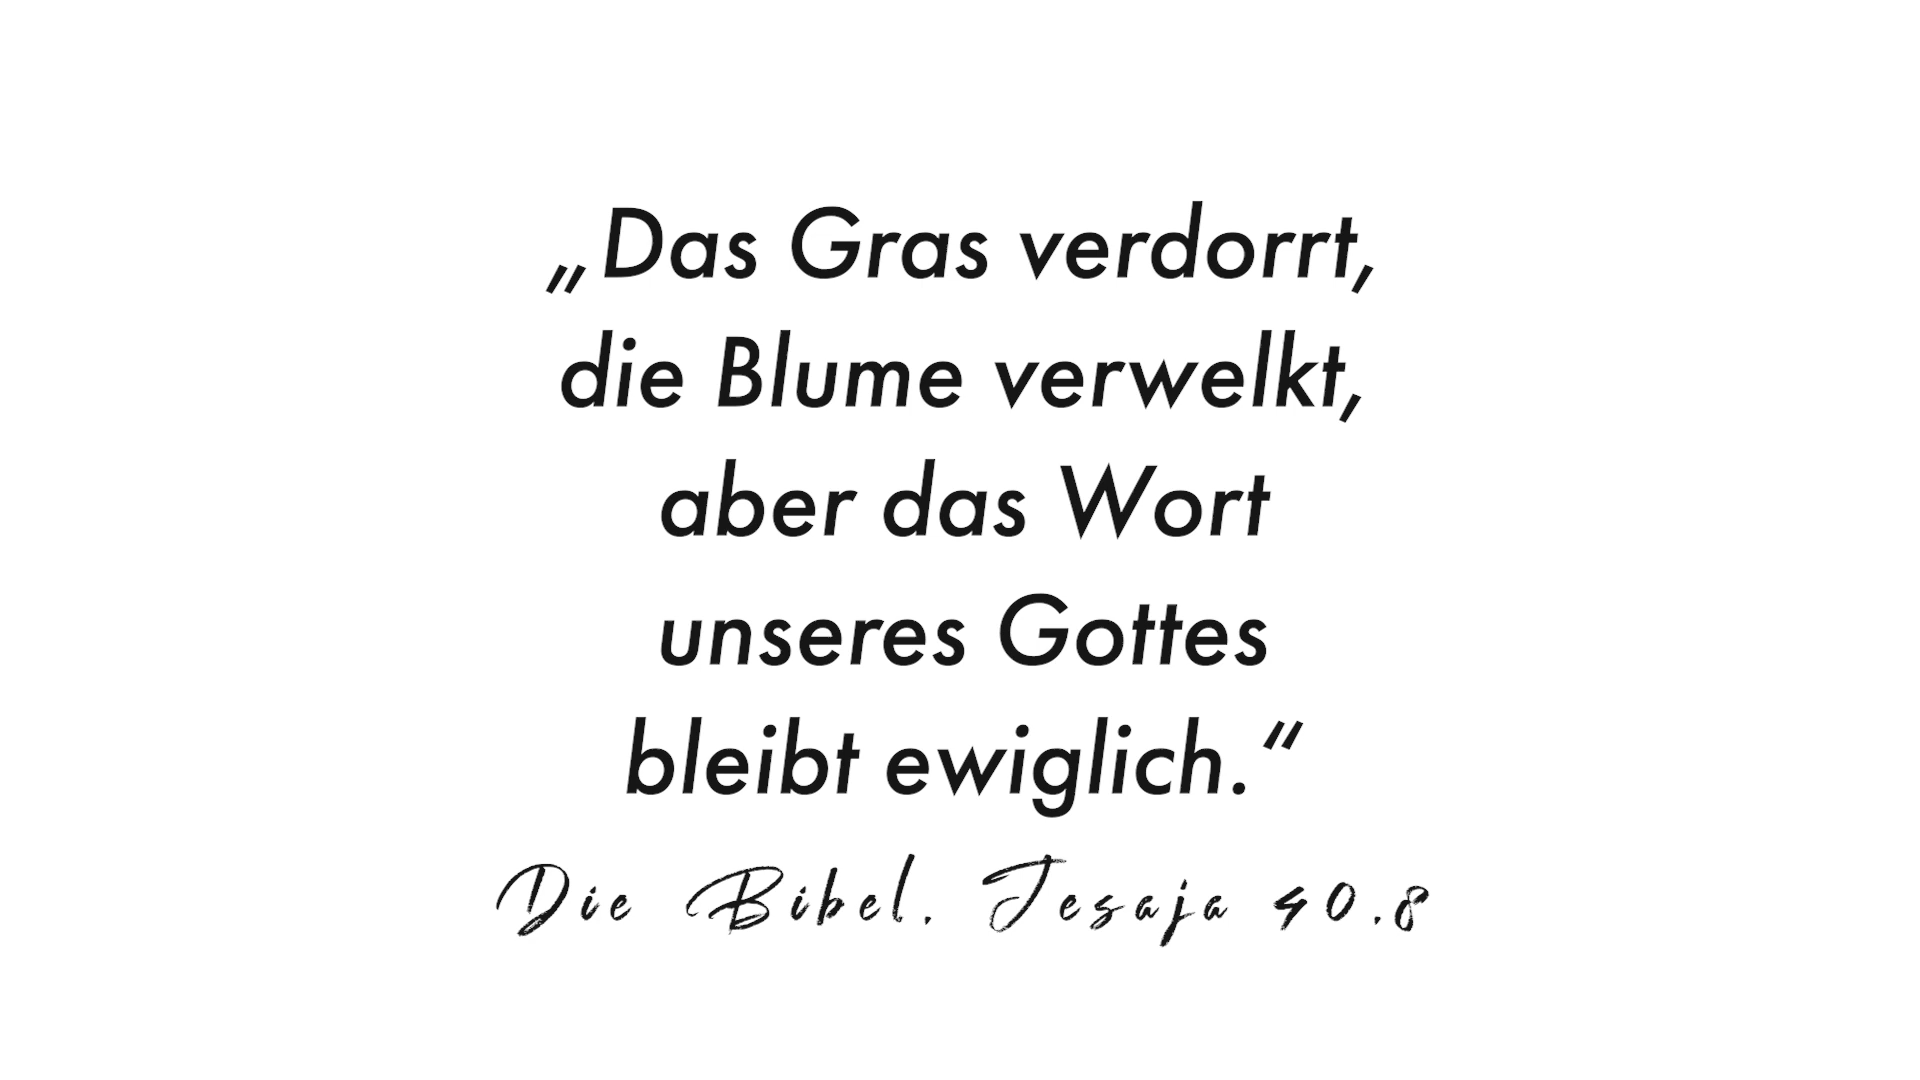 „Das Gras verdorrt,
die Blume verwelkt,
aber das Wort
unseres Gottes
bleibt ewiglich.“
Die Bibel, Jesaja 40,8